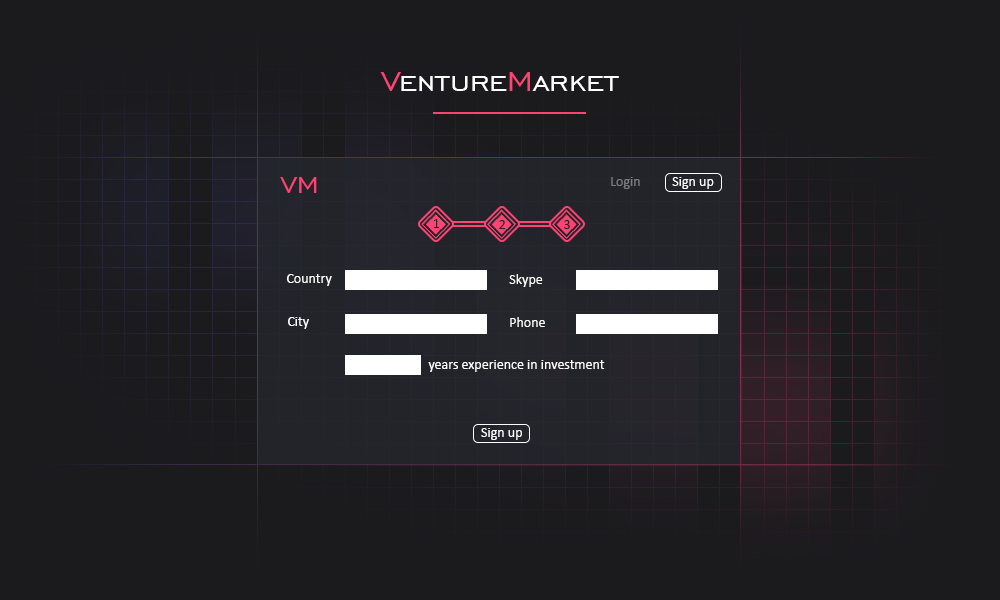 VENTUREMARKET
VM
Login Sign up
1 2 3
Country Skype
City Phone
years experience in investment
Sign up